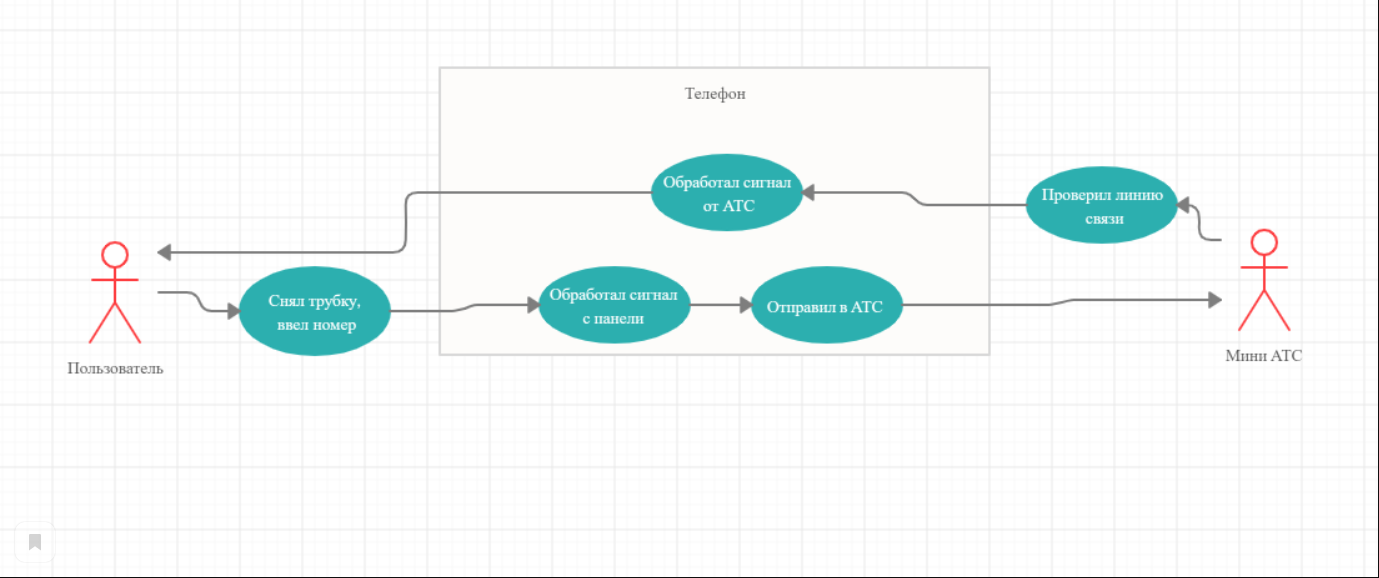 Телефон
Обработал сигнал
от АТС
Проверил линию
связи
Снял трубку,
ввел номер
Обработал сигнал
с панели
Отправил в АТС
Пользователь
Мини АТС